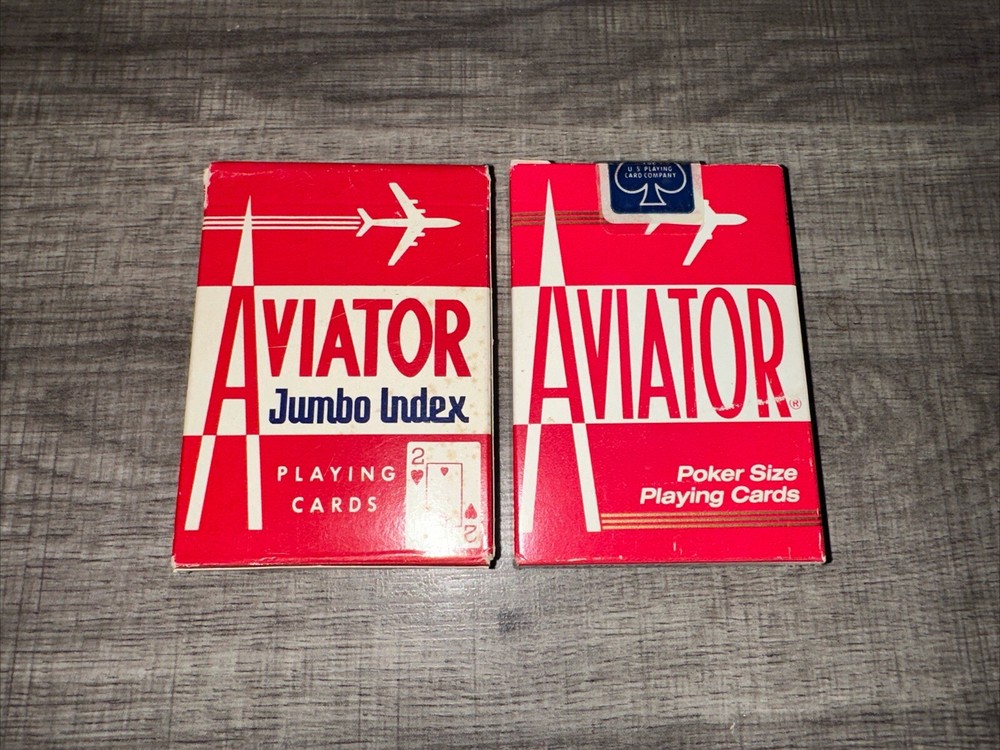 AVIATOR
Jumbo Index
PLAYING
CARDS
2
2
U S PLAYING
CARD COMPANY
AVIATOR®
Poker Size
Playing Cards